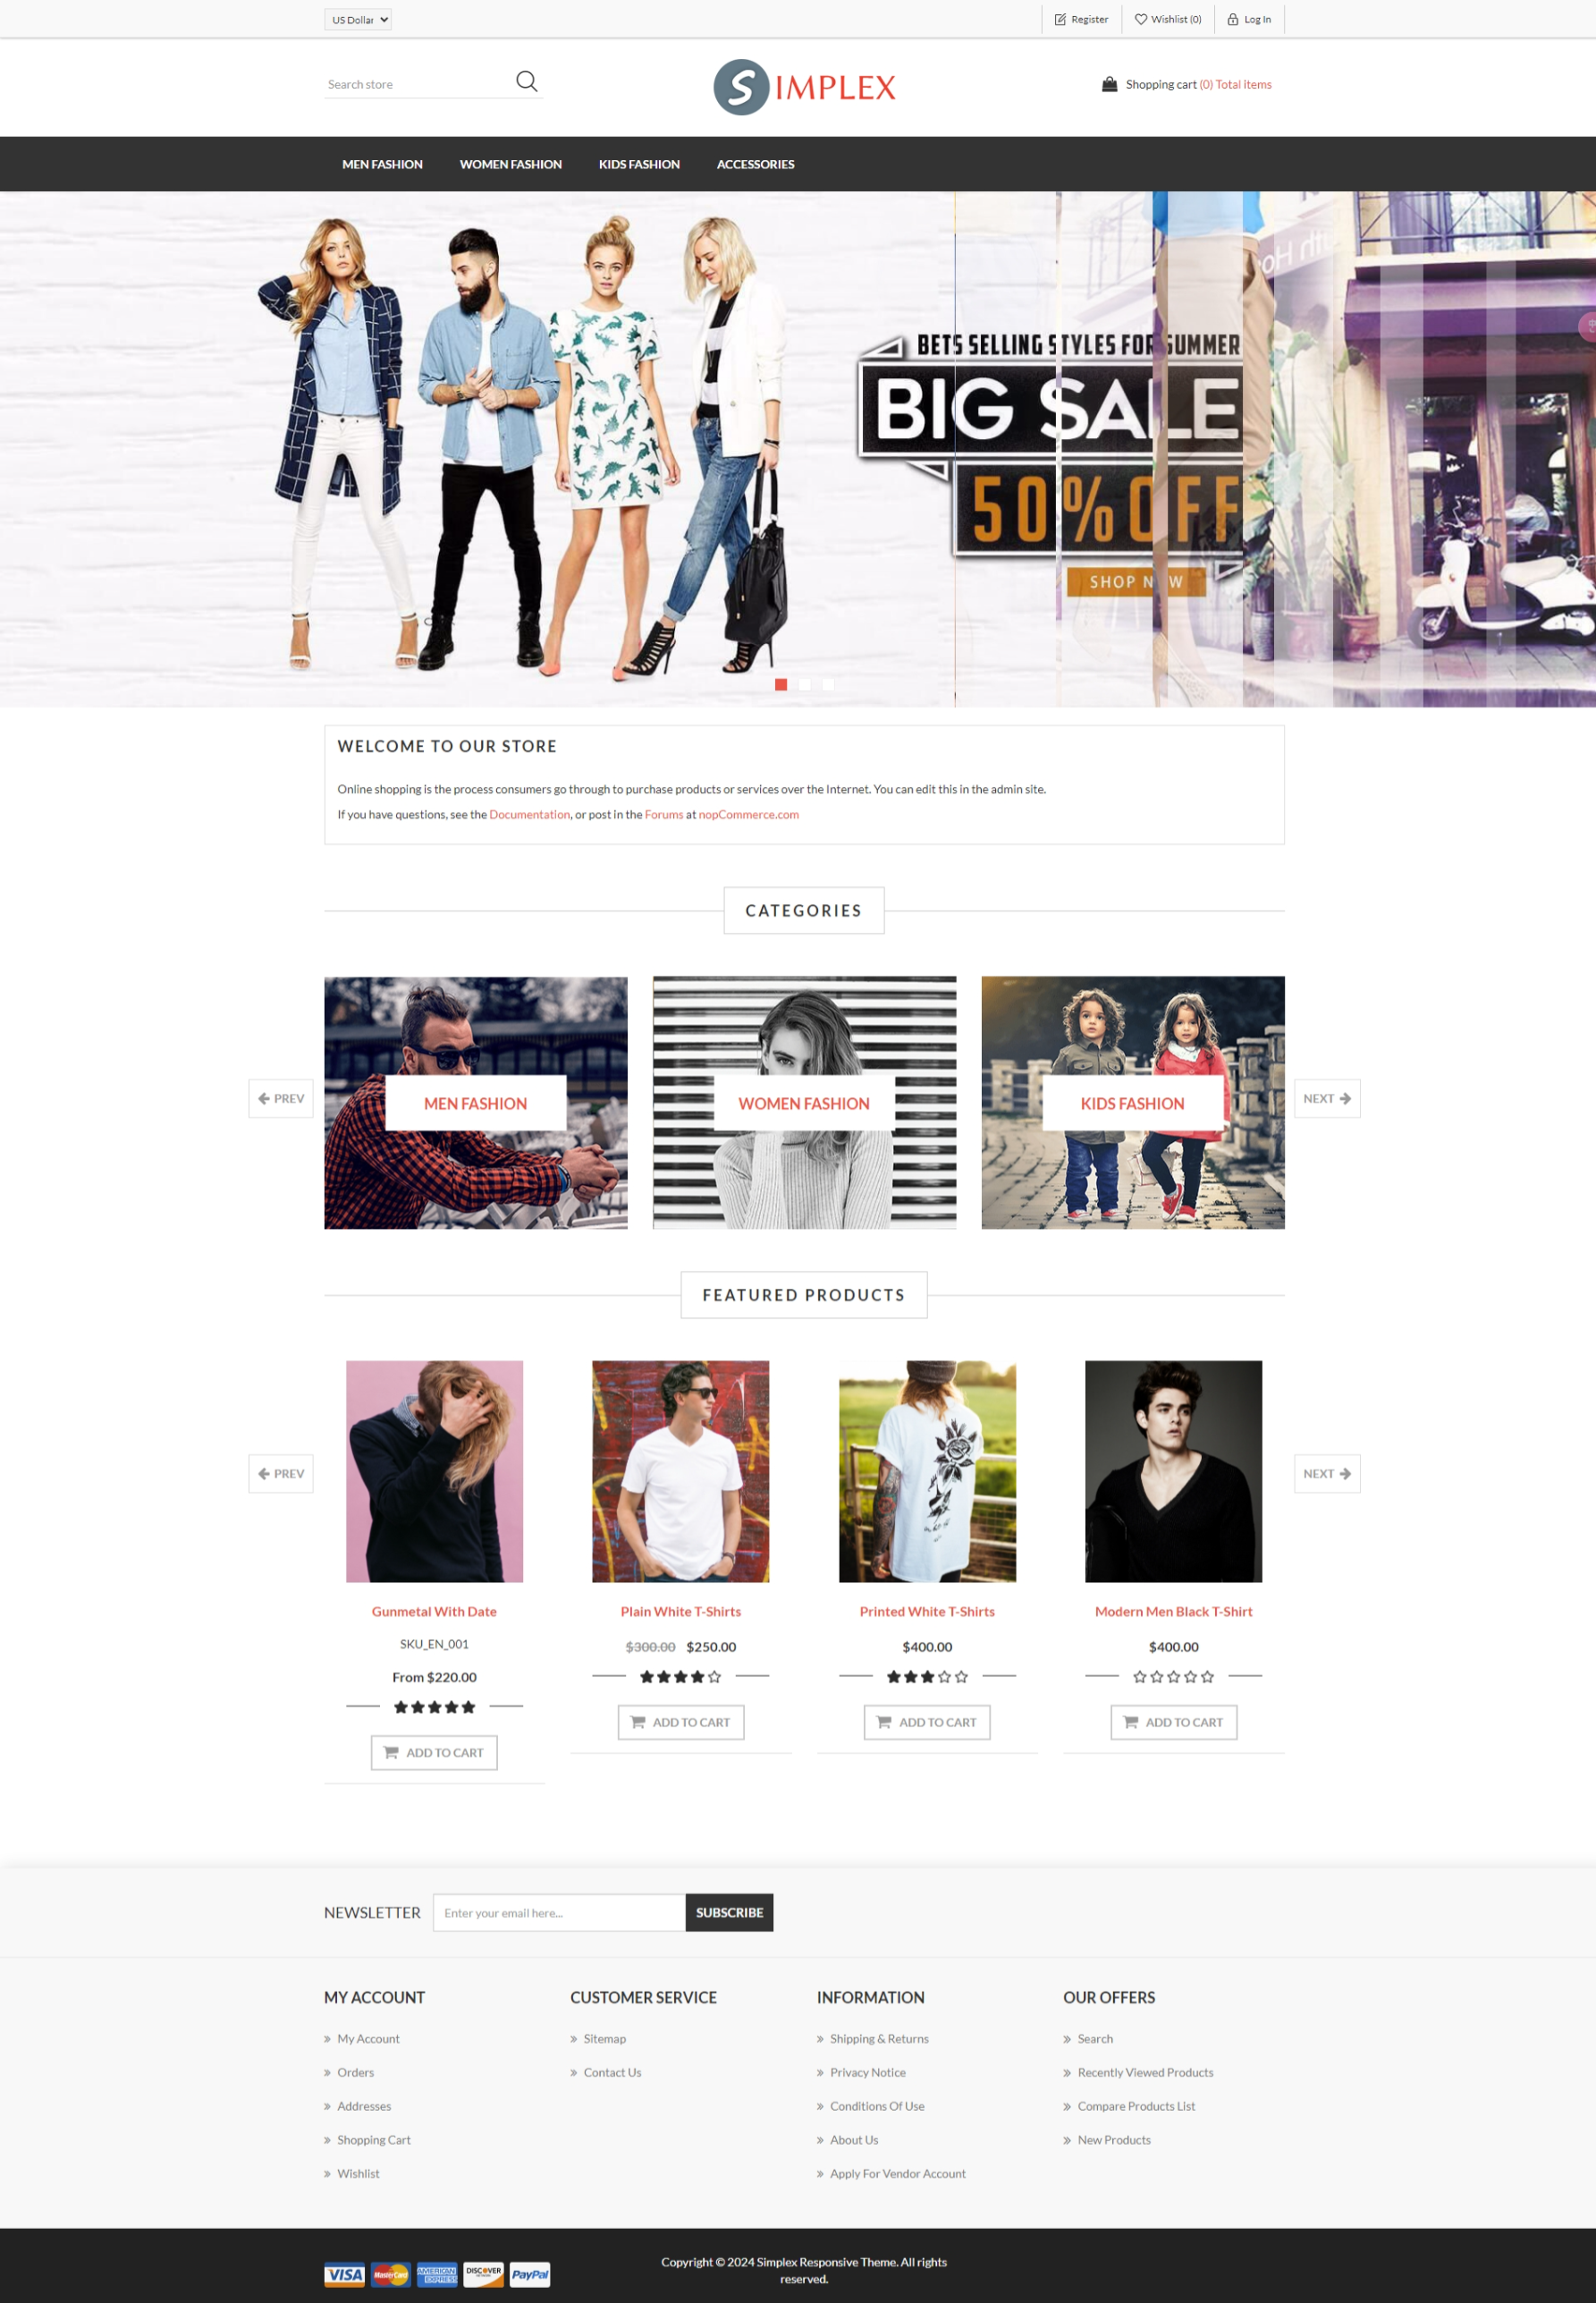 US Dollar
Register
Wishlist (0)
Log In
Search store
SIMPLEX
Shopping cart (0) Total items
MEN FASHION
WOMEN FASHION
KIDS FASHION
ACCESSORIES
BETS SELLING STYLES FOR SUMMER
BIG SALE
50% OFF
SHOP NOW
WELCOME TO OUR STORE
Online shopping is the process consumers go through to purchase products or services over the Internet. You can edit this in the admin site.
If you have questions, see the Documentation, or post in the Forums at nopCommerce.com
CATEGORIES
PREV
MEN FASHION
WOMEN FASHION
KIDS FASHION
NEXT
FEATURED PRODUCTS
PREV
NEXT
Gunmetal With Date
SKU_EN_001
From $220.00
ADD TO CART
Plain White T-Shirts
$300.00 $250.00
ADD TO CART
Printed White T-Shirts
$400.00
ADD TO CART
Modern Men Black T-Shirt
$400.00
ADD TO CART
NEWSLETTER
Enter your email here...
SUBSCRIBE
MY ACCOUNT
My Account
Orders
Addresses
Shopping Cart
Wishlist
CUSTOMER SERVICE
Sitemap
Contact Us
INFORMATION
Shipping & Returns
Privacy Notice
Conditions Of Use
About Us
Apply For Vendor Account
OUR OFFERS
Search
Recently Viewed Products
Compare Products List
New Products
VISA
MasterCard
AMERICAN EXPRESS
DISCOVER
PayPal
Copyright © 2024 Simplex Responsive Theme. All rights
reserved.